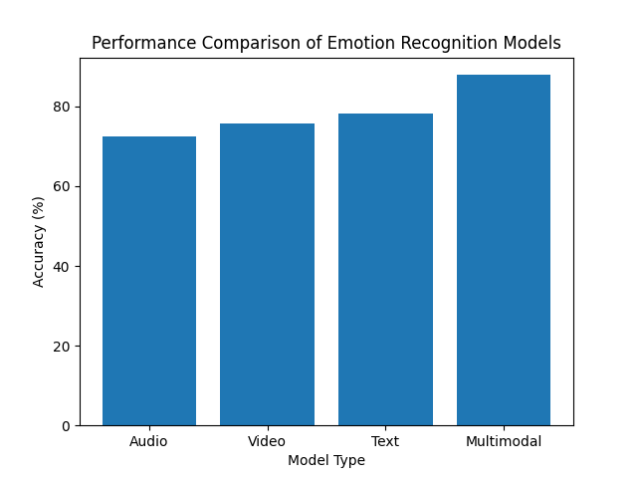 Performance Comparison of Emotion Recognition Models
Accuracy (%)
80
60
40
20
0
Audio Video Text Multimodal
Model Type